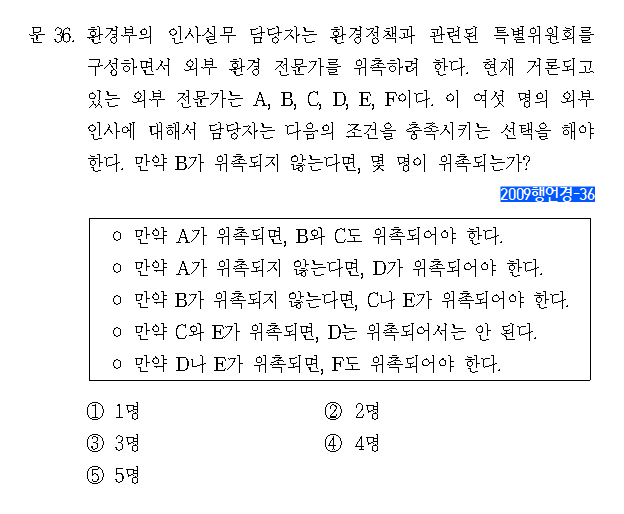 문 36. 환경부의 인사실무 담당자는 환경정책과 관련된 특별위원회를
구성하면서 외부 환경 전문가를 위촉하려 한다. 현재 거론되고
있는 외부 전문가는 A, B, C, D, E, F이다. 이 여섯 명의 외부
인사에 대해서 담당자는 다음의 조건을 충족시키는 선택을 해야
한다. 만약 B가 위촉되지 않는다면, 몇 명이 위촉되는가?
2009행언경-36
○ 만약 A가 위촉되면, B와 C도 위촉되어야 한다.
○ 만약 A가 위촉되지 않는다면, D가 위촉되어야 한다.
○ 만약 B가 위촉되지 않는다면, C나 E가 위촉되어야 한다.
○ 만약 C와 E가 위촉되면, D는 위촉되어서는 안 된다.
○ 만약 D나 E가 위촉되면, F도 위촉되어야 한다.
① 1명 ② 2명
③ 3명 ④ 4명
⑤ 5명